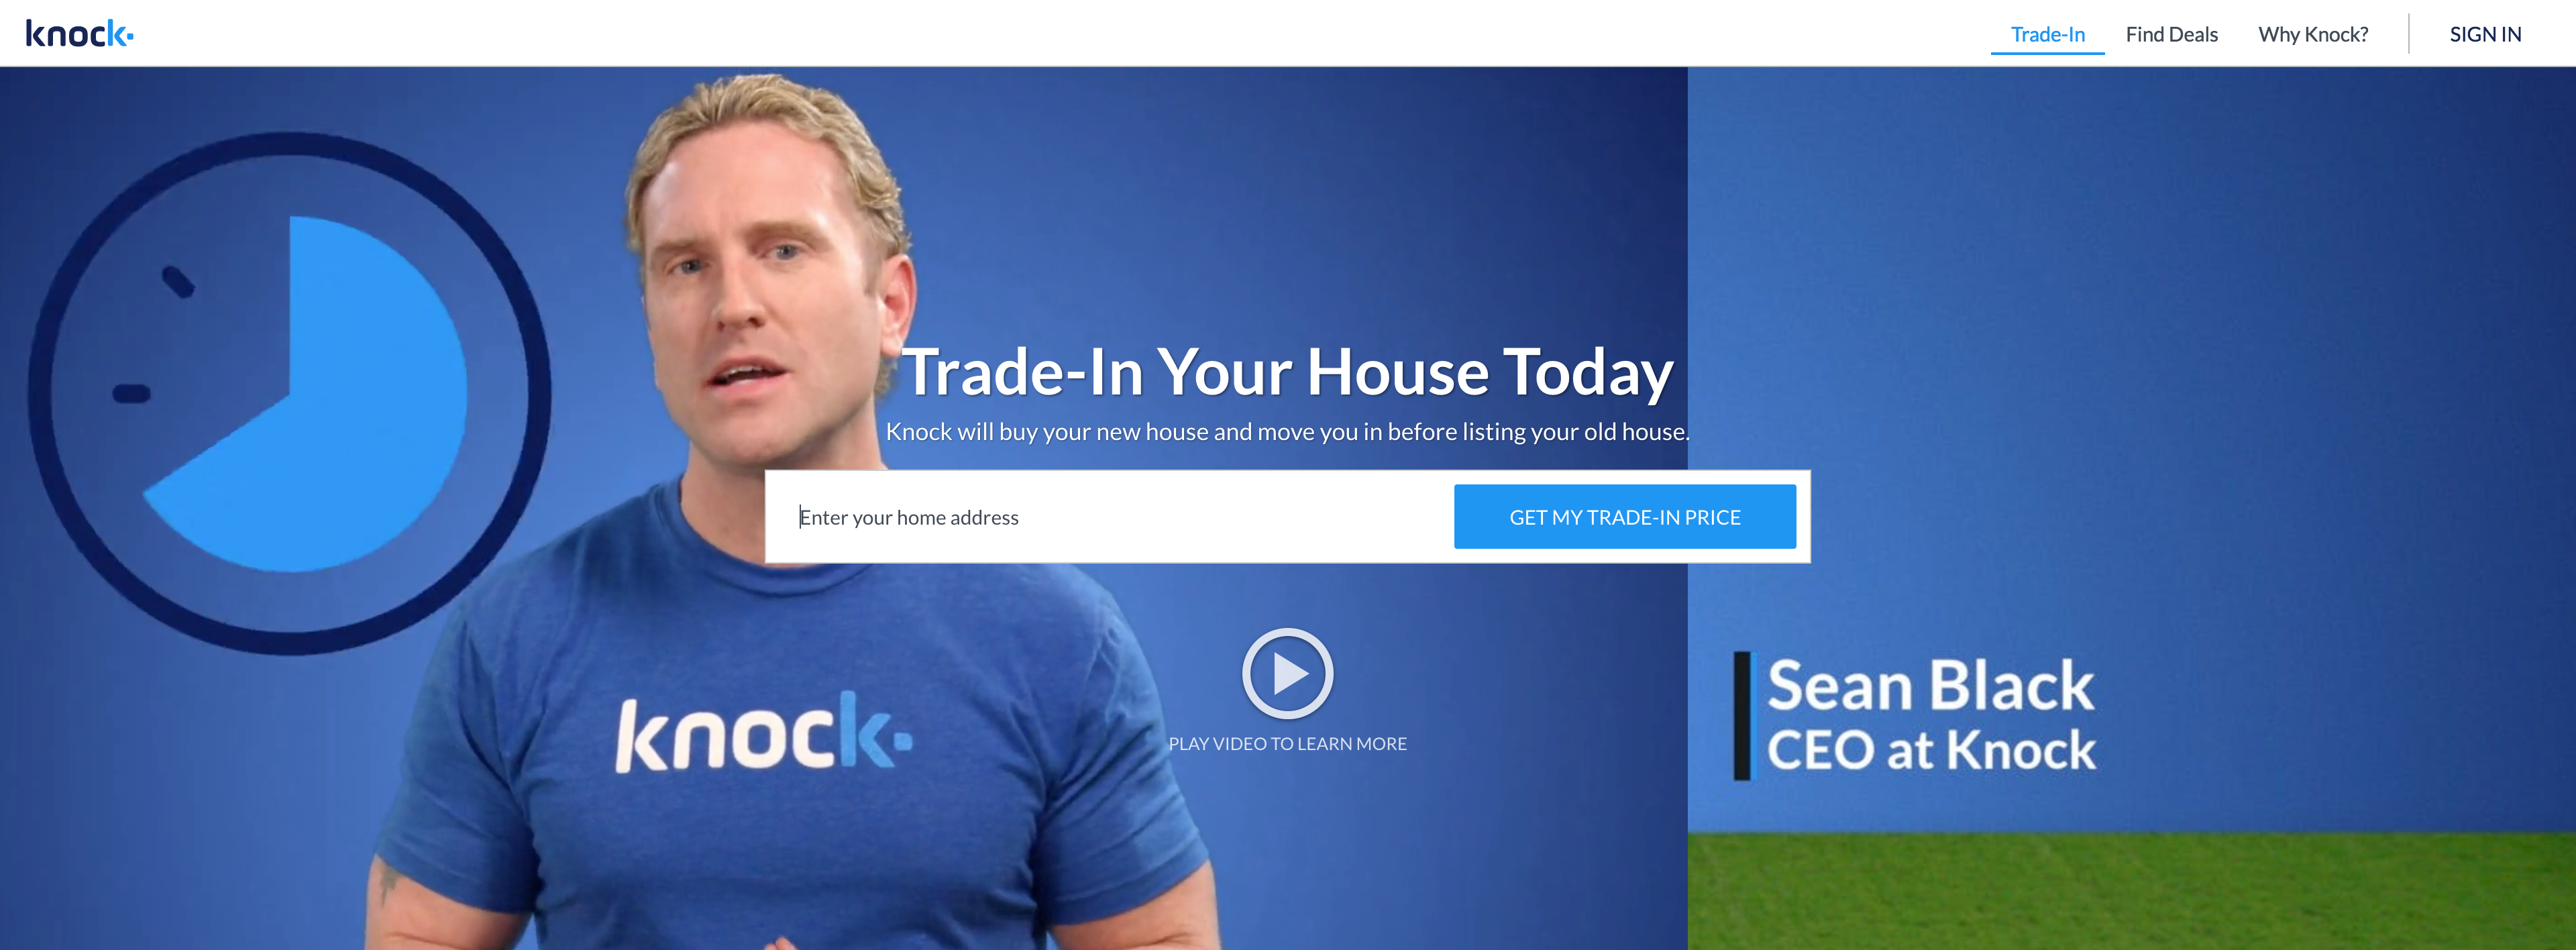 knock
Trade-In
Find Deals
Why Knock?
SIGN IN
Trade-In Your House Today
Knock will buy your new house and move you in before listing your old house.
Enter your home address
GET MY TRADE-IN PRICE
knock
PLAY VIDEO TO LEARN MORE
Sean Black
CEO at Knock